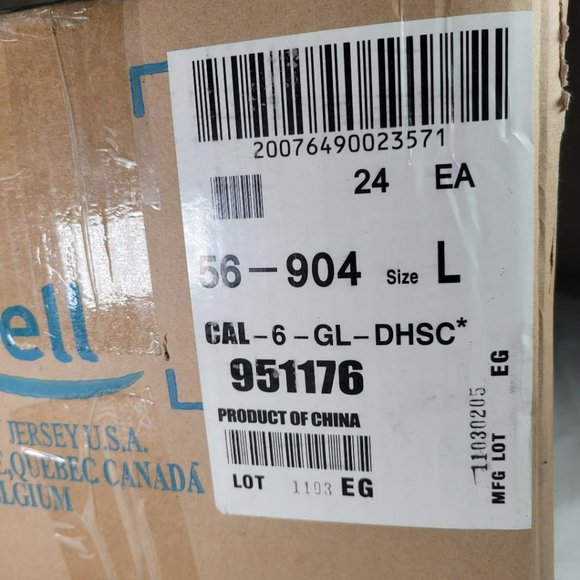 20076490023571
24 EA
56-904 Size L
CAL-6-GL-DHSC*
951176
PRODUCT OF CHINA
LOT 1103 EG
MFG LOT 11030205 EG
ell
JERSEY U.S.A.
E, QUEBEC CANADÁ
LGIUM